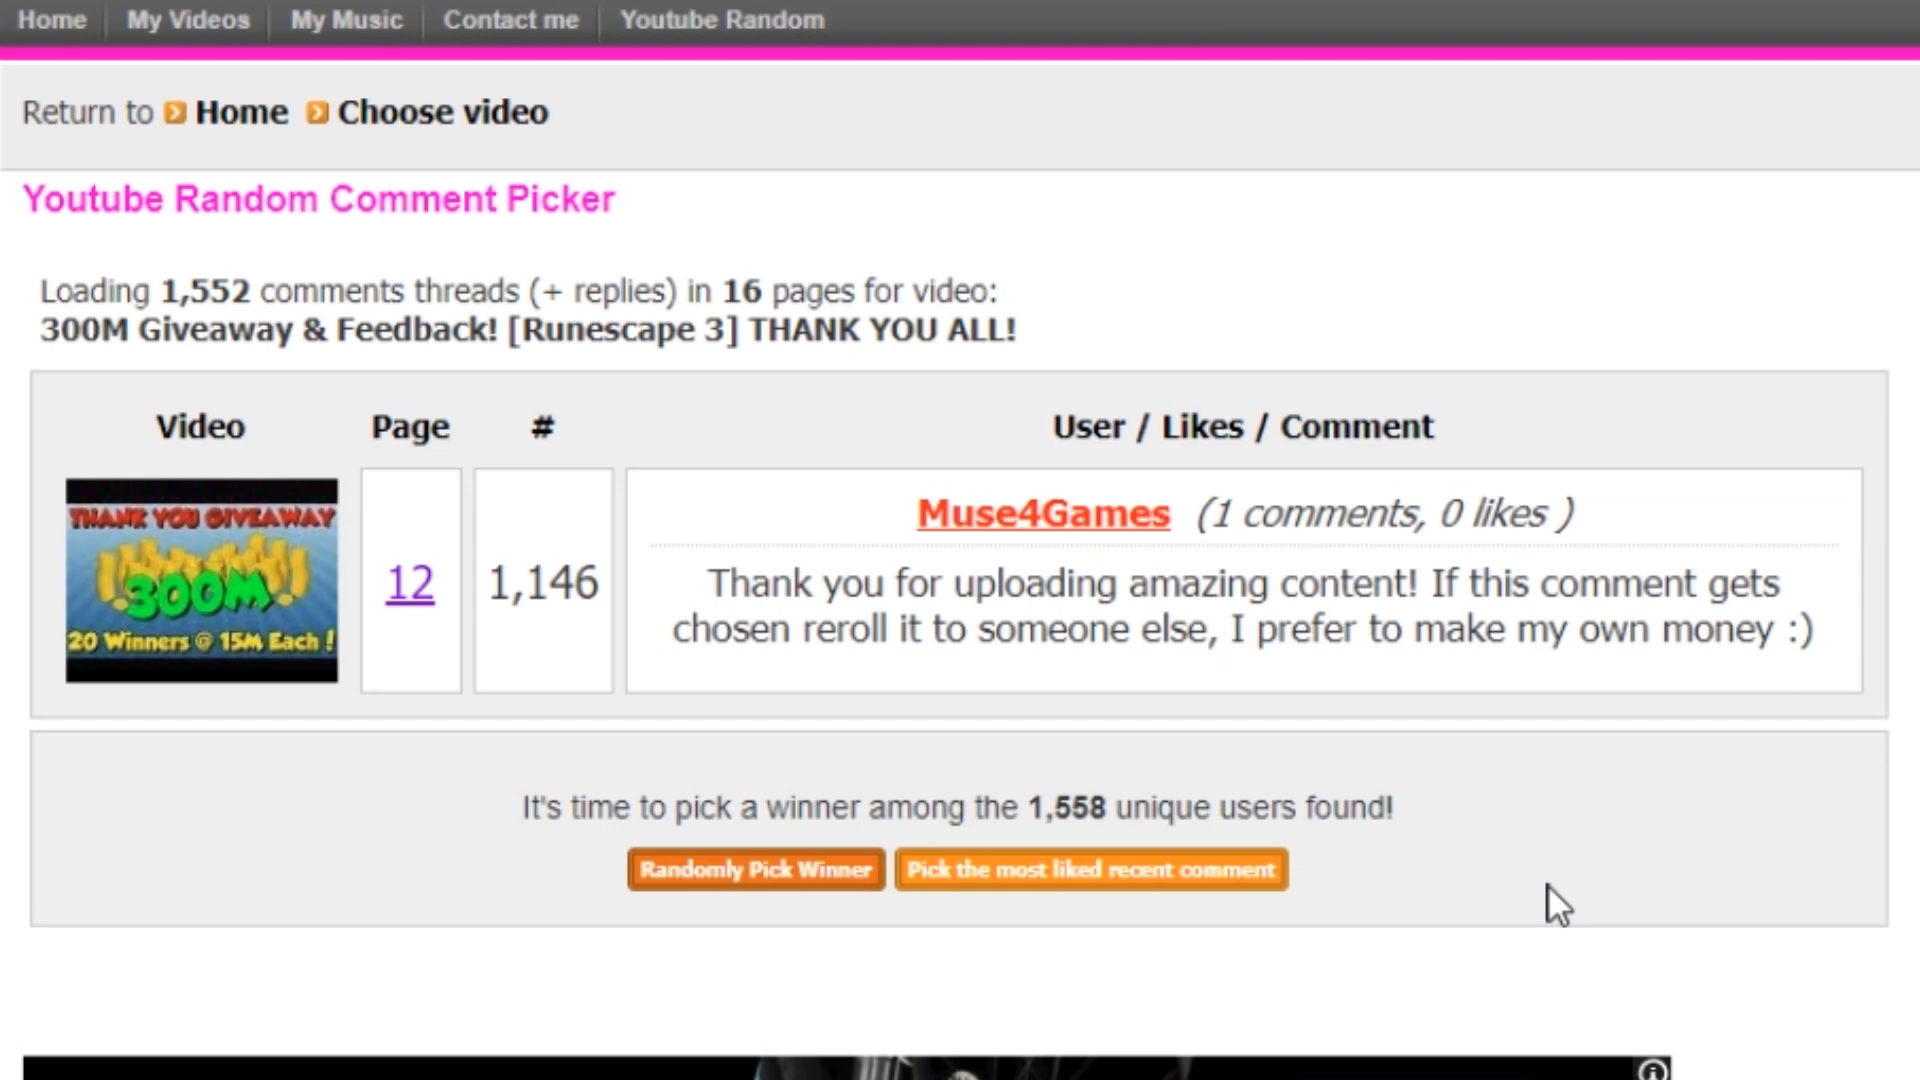 Home My Videos My Music Contact me Youtube Random
Return to Home Choose video
Youtube Random Comment Picker
Loading 1,552 comments threads (+ replies) in 16 pages for video:
300M Giveaway & Feedback! [Runescape 3] THANK YOU ALL!
Video Page # User / Likes / Comment
THANK YOU GIVEAWAY
300M
20 Winners @ 15M Each !
12
1,146
Muse4Games (1 comments, 0 likes )
Thank you for uploading amazing content! If this comment gets
chosen reroll it to someone else, I prefer to make my own money :)
It's time to pick a winner among the 1,558 unique users found!
Randomly Pick Winner Pick the most liked recent comment